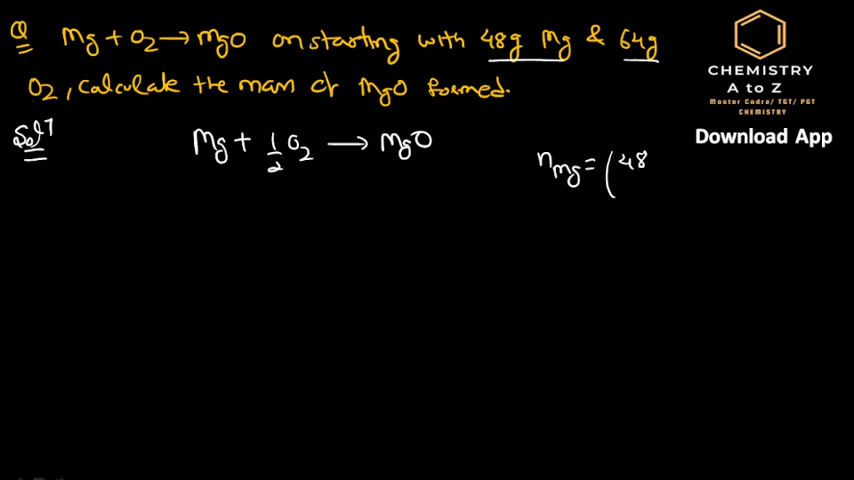 Q Mg + O2 → MgO on starting with 48g Mg & 64g
O2, calculate the mass of MgO formed.
Solⁿ
Mg + 1/2 O2 → MgO
nMg = (48
CHEMISTRY
A to Z
Master Cadre/ TGT/ PGT
CHEMISTRY
Download App